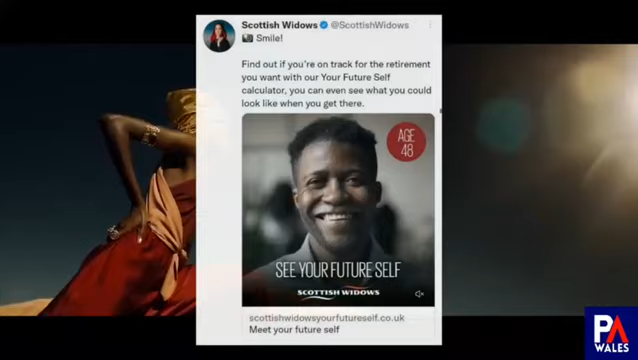 Scottish Widows @ScottishWidows
Smile!
Find out if you're on track for the retirement
you want with our Your Future Self
calculator, you can even see what you could
look like when you get there.
AGE
48
SEE YOUR FUTURE SELF
SCOTTISH WIDOWS
scottishwidowsyourfutureself.co.uk
Meet your future self
PA
WALES